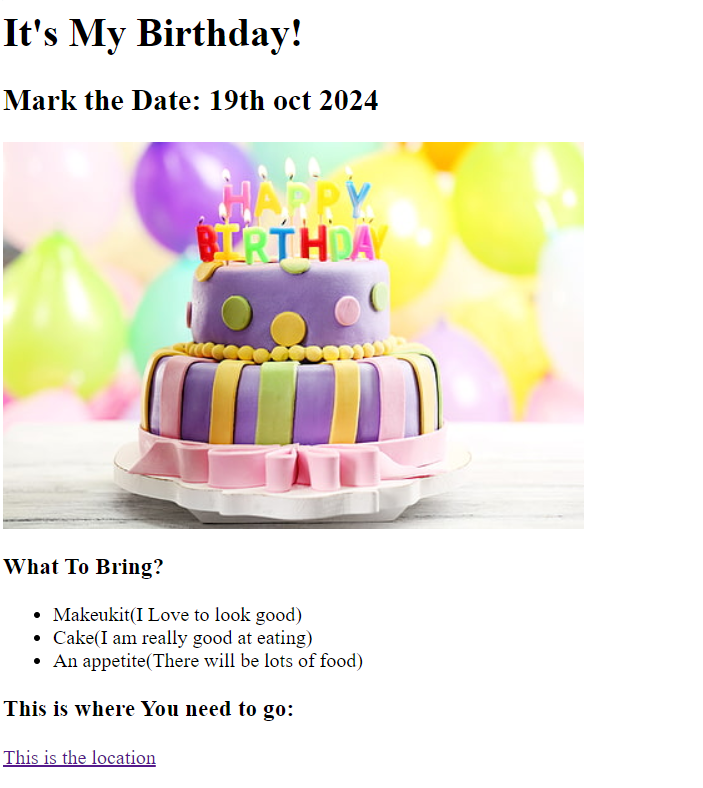 It's My Birthday!
Mark the Date: 19th oct 2024
HAPPY
BIRTHDAY
What To Bring?
Makeukit(I Love to look good)
Cake(I am really good at eating)
An appetite(There will be lots of food)
This is where You need to go:
This is the location